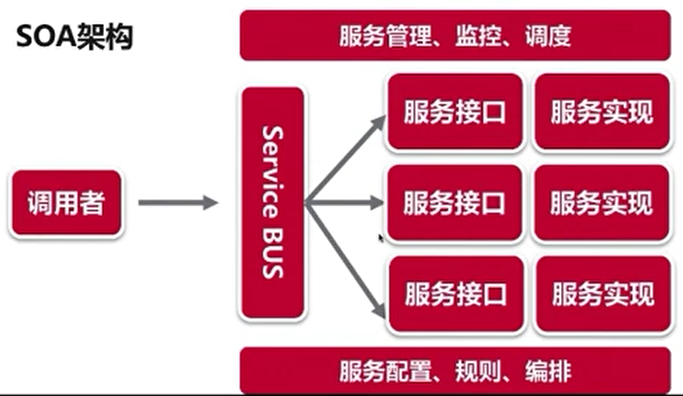 SOA架构
服务管理、监控、调度
调用者
Service BUS
服务接口
服务实现
服务接口
服务实现
服务接口
服务实现
服务配置、规则、编排